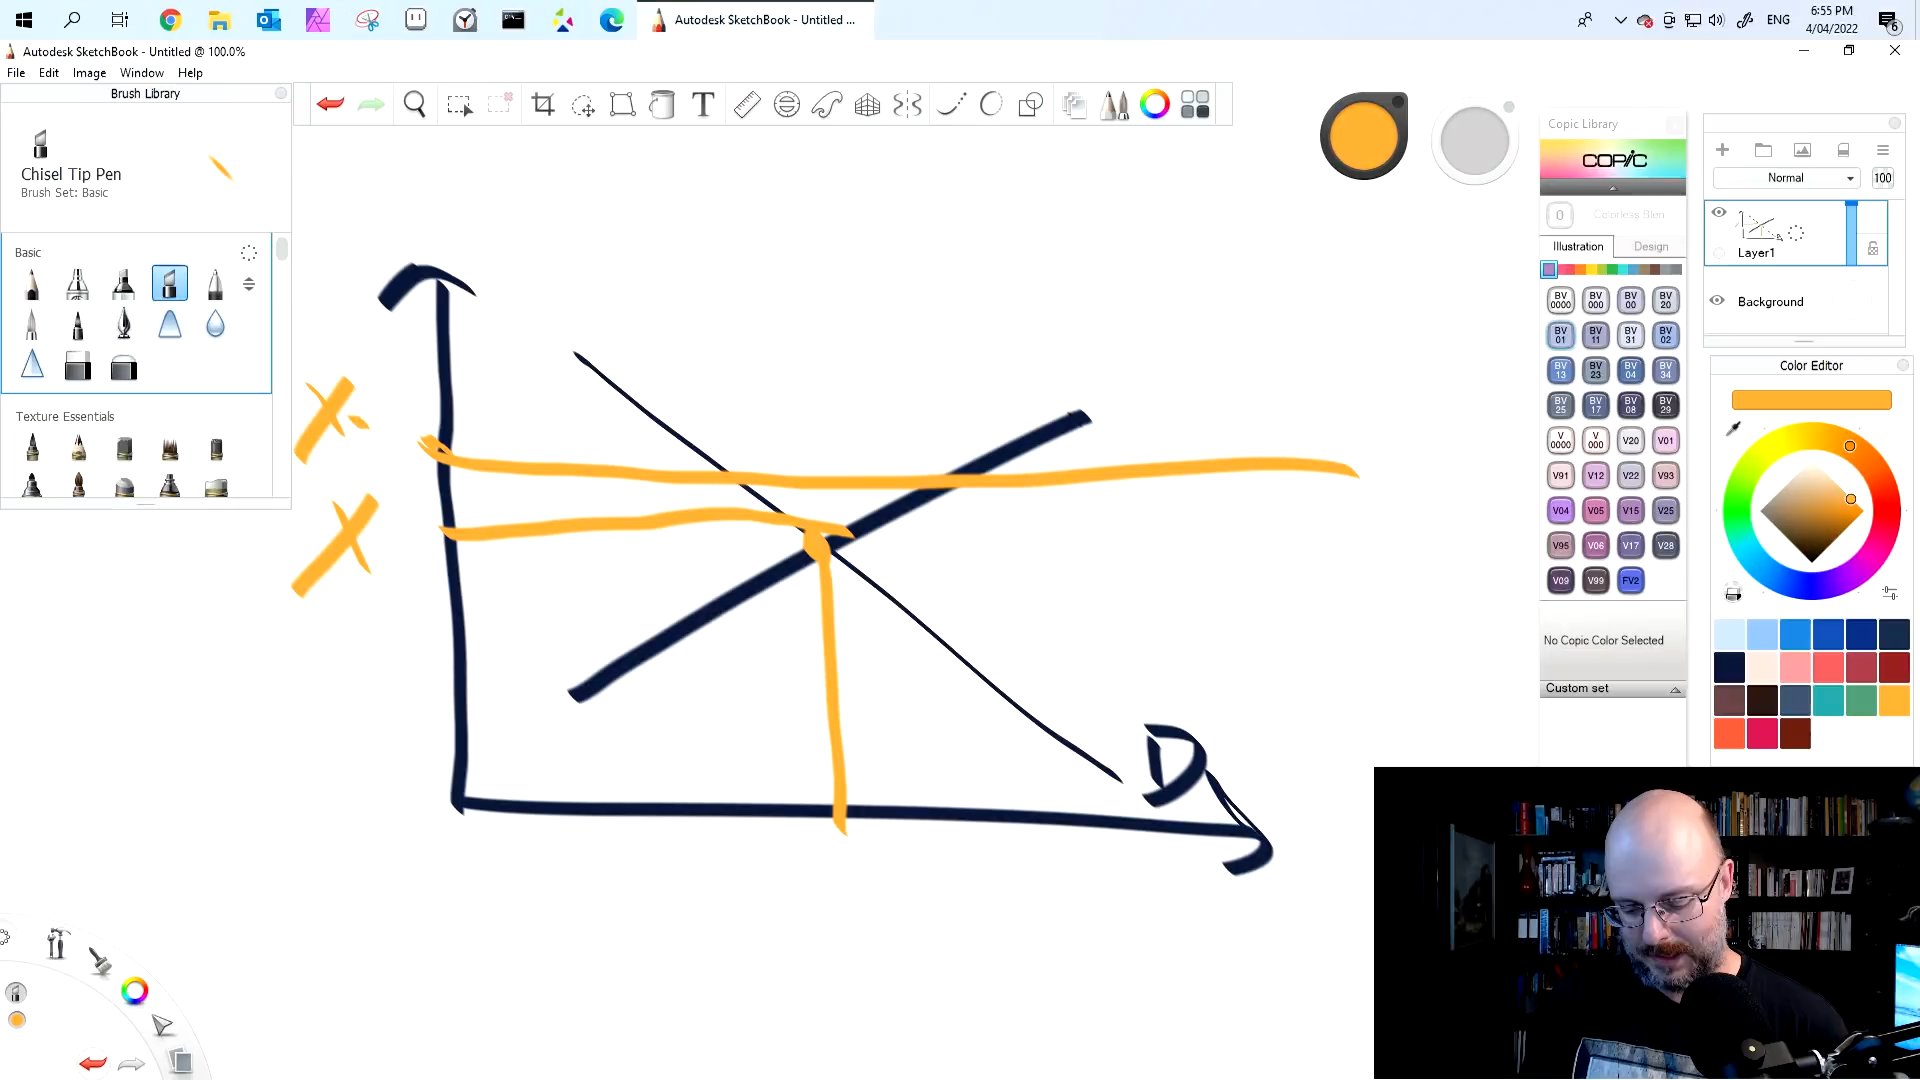 Autodesk SketchBook - Untitled ...
ENG
6:55 PM
4/04/2022
6
Autodesk SketchBook - Untitled @ 100.0%
File Edit Image Window Help
Brush Library
Chisel Tip Pen
Brush Set: Basic
Basic
Texture Essentials
T
X
X
D
Copic Library
COPIC
0 Colorless Blen
Illustration Design
BV 0000 BV 000 BV 00 BV 20
BV 01 BV 11 BV 31 BV 02
BV 13 BV 23 BV 04 BV 34
BV 25 BV 17 BV 08 BV 29
V 0000 V 000 V20 V01
V91 V12 V22 V93
V04 V05 V15 V25
V95 V06 V17 V28
V09 V99 FV2
No Copic Color Selected
Custom set
Normal 100
Layer1
Background
Color Editor